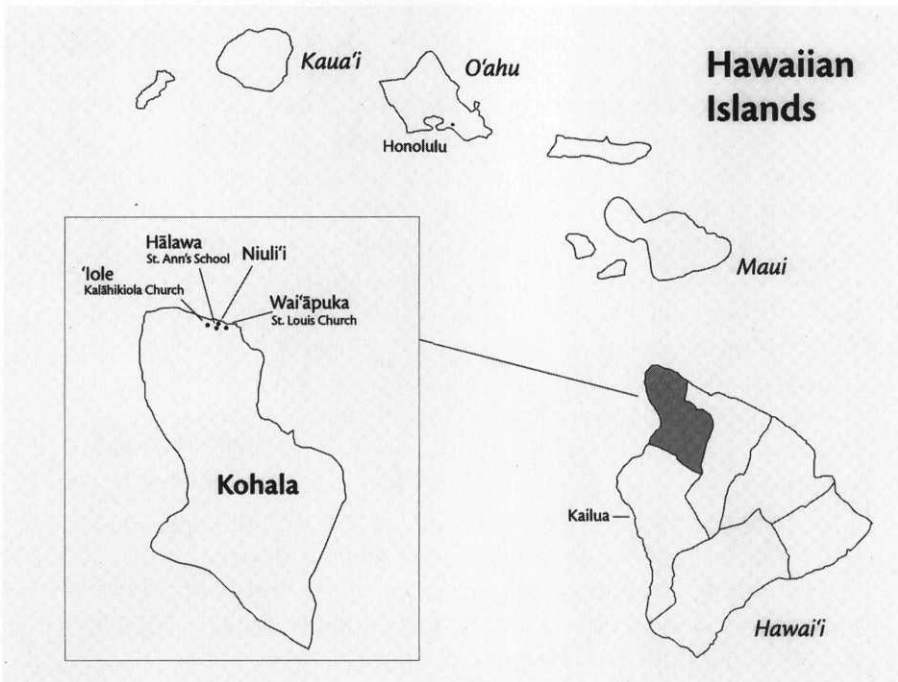 Kaua‘i
O‘ahu
Hawaiian
Islands
Honolulu
Maui
Hālawa
St. Ann's School
Niuli‘i
‘Iole
Kalāhikiola Church
Wai‘āpuka
St. Louis Church
Kohala
Kailua
Hawai‘i